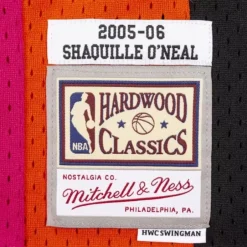 2005-06
SHAQUILLE O'NEAL
HARDWOOD
NBA
CLASSICS
NOSTALGIA CO.
Mitchell & Ness
PHILADELPHIA, PA.
HWC SWINGMAN